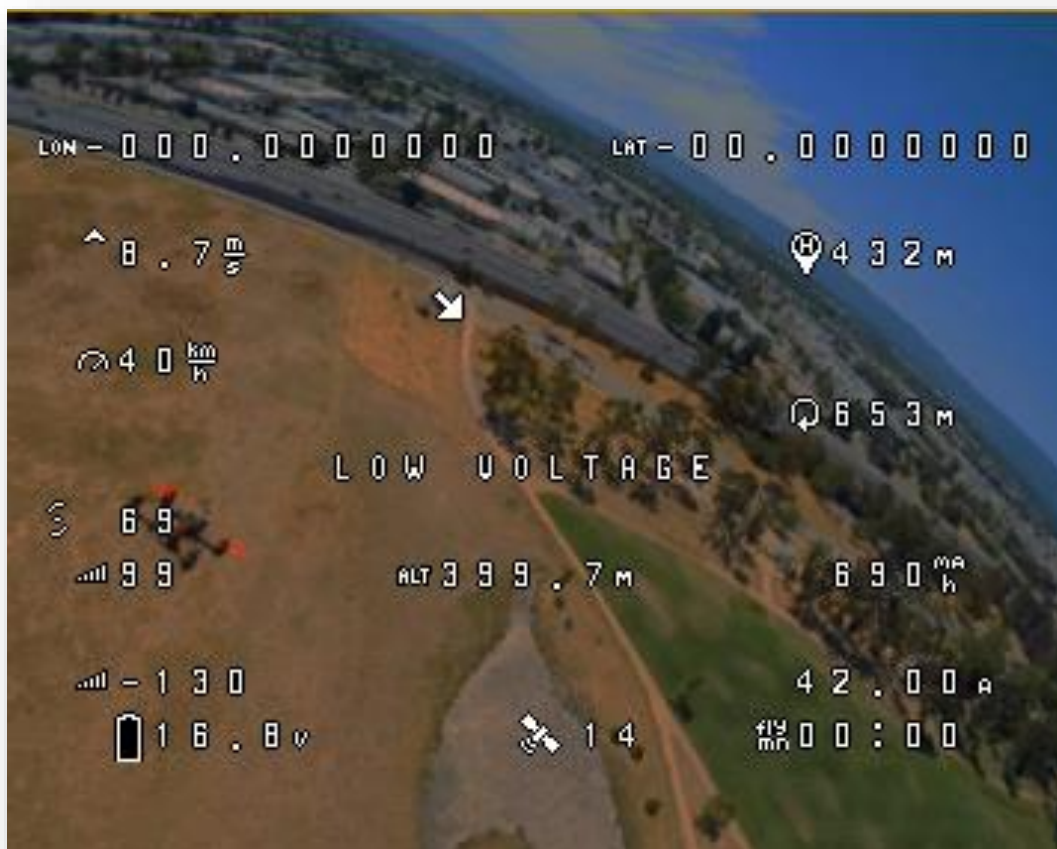 LON -000.0000000 LAT -00.0000000
8.7 m/s H 432 M
40 km/h
653 M
LOW VOLTAGE
69
99 ALT 399.7 M 690 mAh
-130 42.00 A
16.8 V 14 fly mn 00:00